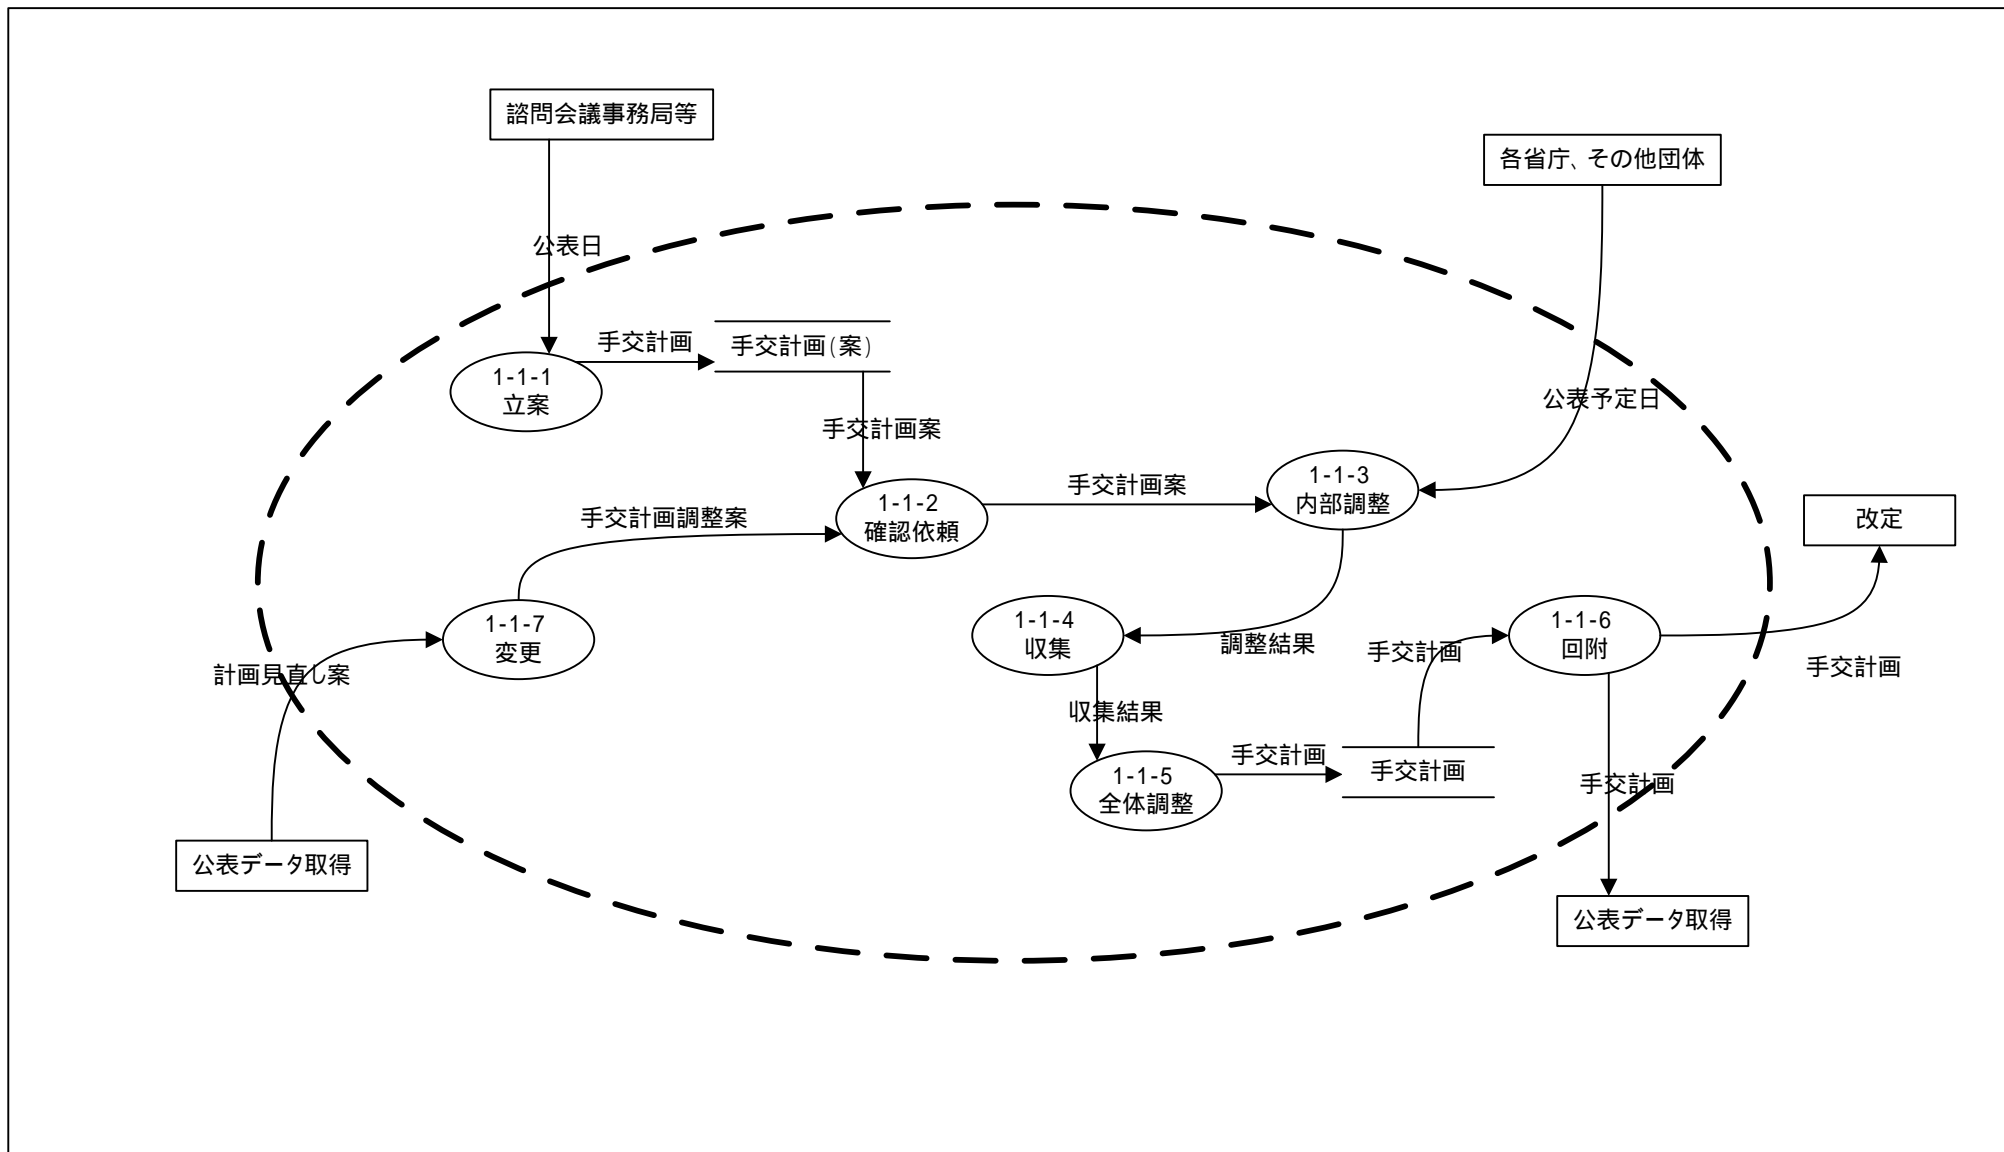 諮問会議事務局等
各省庁、その他団体
公表日
手交計画
手交計画(案)
1-1-1
立案
公表予定日
手交計画案
1-1-3
内部調整
手交計画案
1-1-2
確認依頼
手交計画調整案
改定
1-1-7
変更
1-1-4
収集
調整結果
手交計画
1-1-6
回附
手交計画
計画見直し案
収集結果
手交計画
手交計画
1-1-5
全体調整
手交計画
公表データ取得
公表データ取得